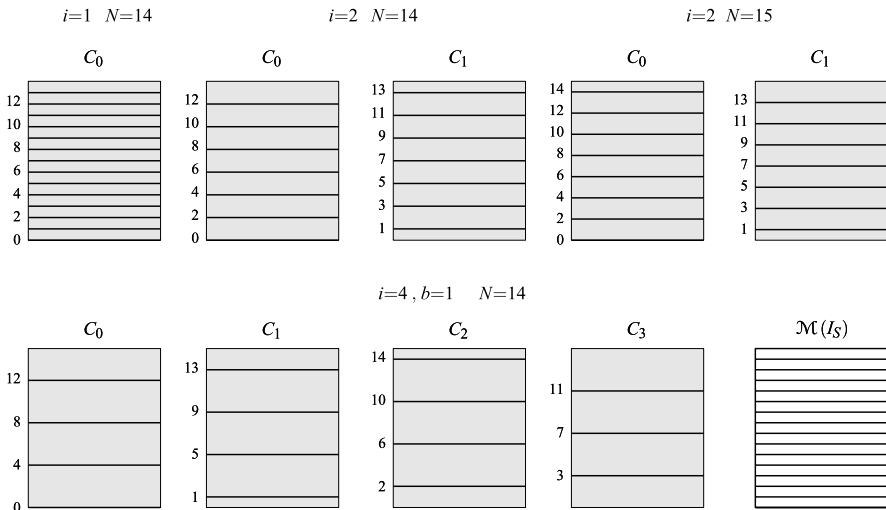 i=1 N=14 i=2 N=14 i=2 N=15
C0 C0 C1 C0 C1
12 10 8 6 4 2 0
12 10 8 6 4 2 0
13 11 9 7 5 3 1
14 12 10 8 6 4 2 0
13 11 9 7 5 3 1
i=4 , b=1 N=14
C0 C1 C2 C3 ℳ(IS)
12 8 4 0
13 9 5 1
14 10 6 2
11 7 3